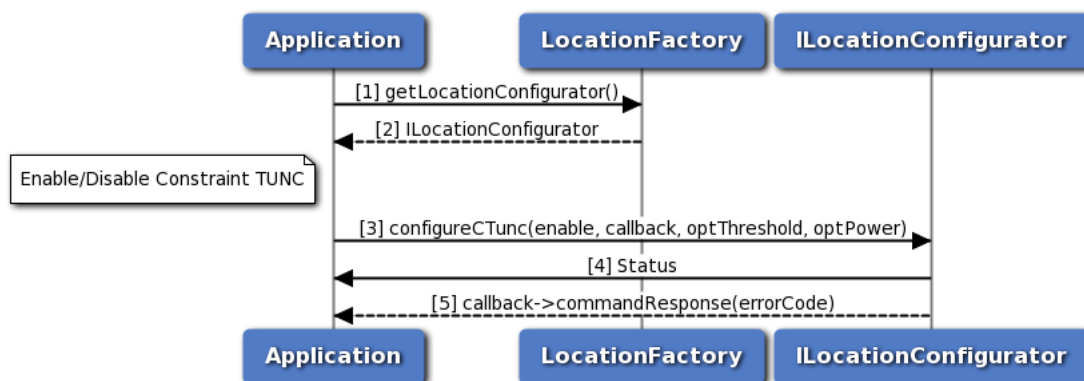 Application LocationFactory ILocationConfigurator
[1] getLocationConfigurator()
[2] ILocationConfigurator
Enable/Disable Constraint TUNC
[3] configureCTunc(enable, callback, optThreshold, optPower)
[4] Status
[5] callback->commandResponse(errorCode)
Application LocationFactory ILocationConfigurator